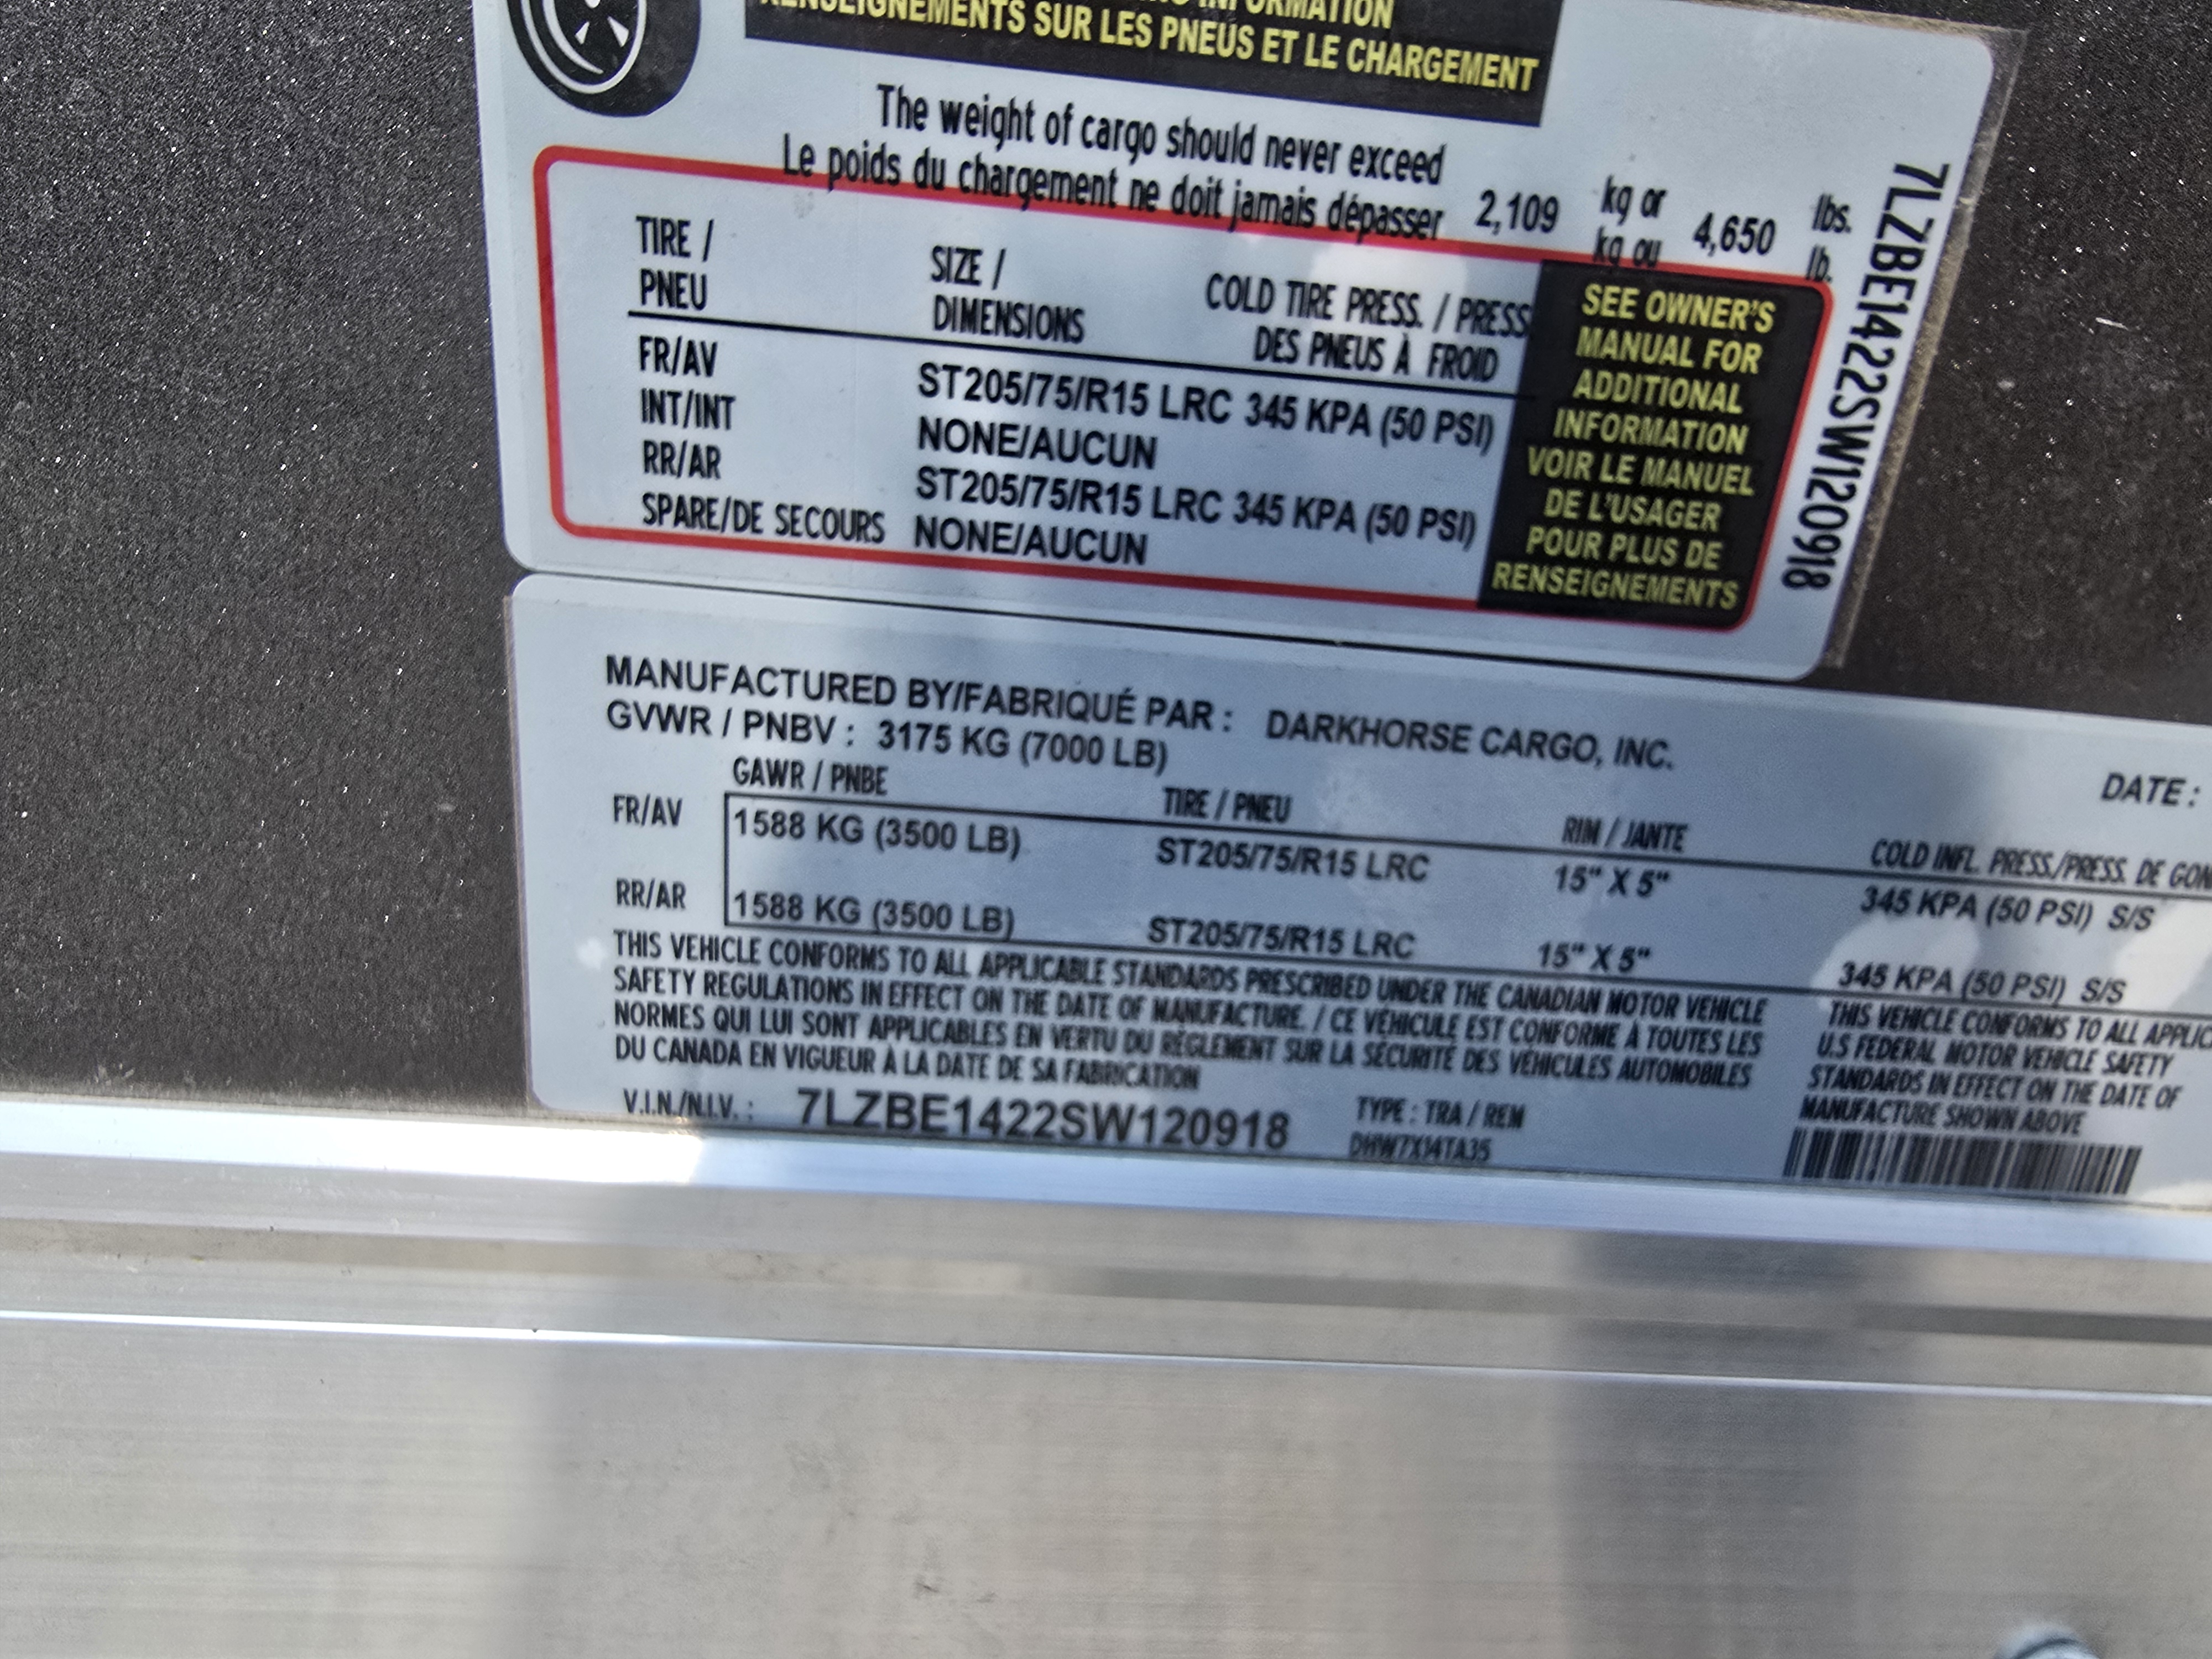 INFORMATION
RENSEIGNEMENTS SUR LES PNEUS ET LE CHARGEMENT
The weight of cargo should never exceed
Le poids du chargement ne doit jamais dépasser
2,109 kg or 4,650 lbs.
kg ou lb.
TIRE / SIZE / COLD TIRE PRESS. / PRESS
PNEU DIMENSIONS DES PNEUS À FROID
FR/AV ST205/75/R15 LRC 345 KPA (50 PSI)
INT/INT NONE/AUCUN
RR/AR ST205/75/R15 LRC 345 KPA (50 PSI)
SPARE/DE SECOURS NONE/AUCUN
SEE OWNER'S
MANUAL FOR
ADDITIONAL
INFORMATION
VOIR LE MANUEL
DE L'USAGER
POUR PLUS DE
RENSEIGNEMENTS
7LZBE1422SW120918
MANUFACTURED BY/FABRIQUÉ PAR : DARKHORSE CARGO, INC.
GVWR / PNBV : 3175 KG (7000 LB) DATE :
GAWR / PNBE TIRE / PNEU RIM / JANTE COLD INFL. PRESS/PRESS. DE GON
FR/AV 1588 KG (3500 LB) ST205/75/R15 LRC 15" X 5" 345 KPA (50 PSI) S/S
RR/AR 1588 KG (3500 LB) ST205/75/R15 LRC 15" X 5" 345 KPA (50 PSI) S/S
THIS VEHICLE CONFORMS TO ALL APPLICABLE STANDARDS PRESCRIBED UNDER THE CANADIAN MOTOR VEHICLE
SAFETY REGULATIONS IN EFFECT ON THE DATE OF MANUFACTURE. / CE VÉHICULE EST CONFORME À TOUTES LES
NORMES QUI LUI SONT APPLICABLES EN VERTU DU RÈGLEMENT SUR LA SÉCURITÉ DES VÉHICULES AUTOMOBILES
DU CANADA EN VIGUEUR À LA DATE DE SA FABRICATION
THIS VEHICLE CONFORMS TO ALL APPLIC
U.S FEDERAL MOTOR VEHICLE SAFETY
STANDARDS IN EFFECT ON THE DATE OF
MANUFACTURE SHOWN ABOVE
V.I.N./N.I.V. : 7LZBE1422SW120918 TYPE : TRA / REM
DHW7X14TA35